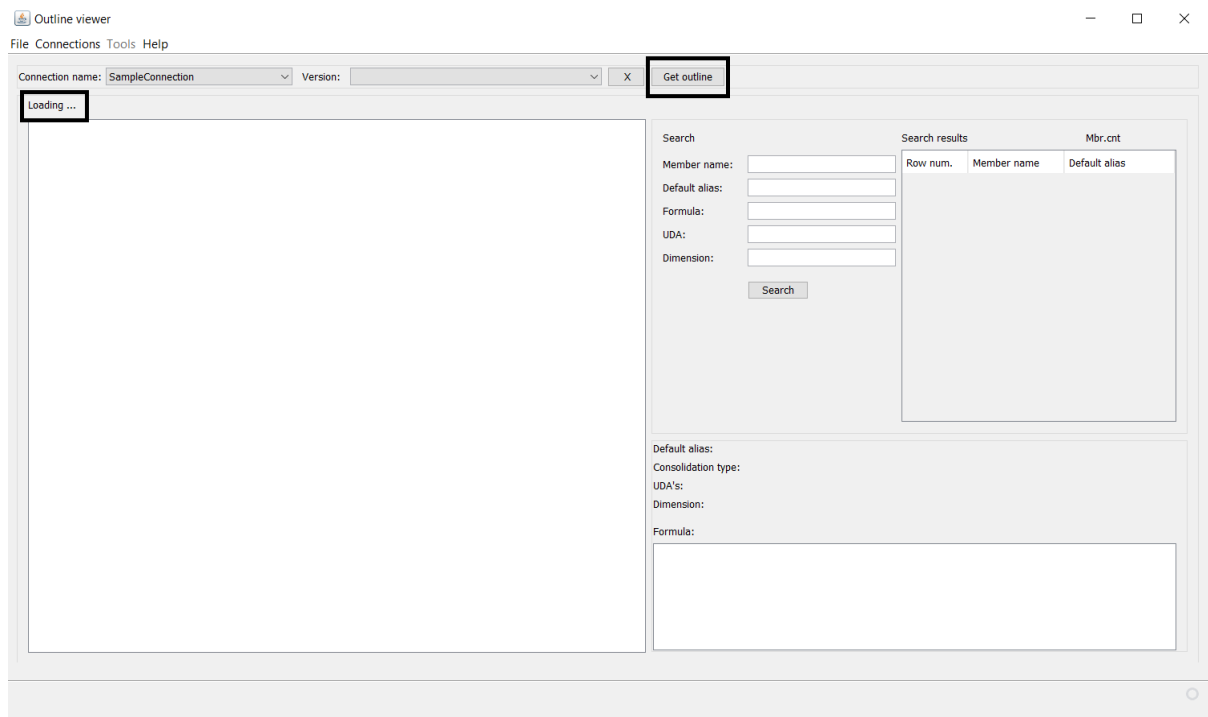 Outline viewer
File Connections Tools Help
Connection name: SampleConnection Version: X Get outline
Loading ...
Search Search results Mbr.cnt
Member name: Row num. Member name Default alias
Default alias:
Formula:
UDA:
Dimension:
Search
Default alias:
Consolidation type:
UDA's:
Dimension:
Formula: